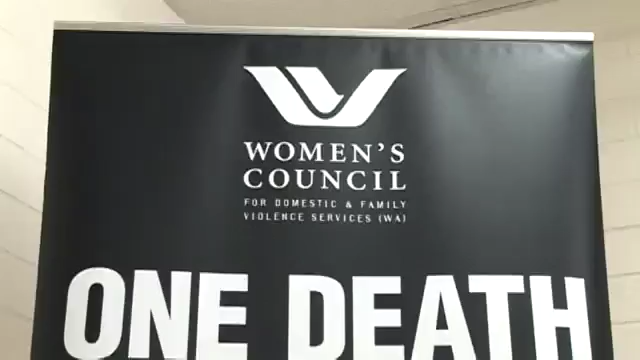 WOMEN'S
COUNCIL
FOR DOMESTIC & FAMILY
VIOLENCE SERVICES (WA)
ONE DEATH